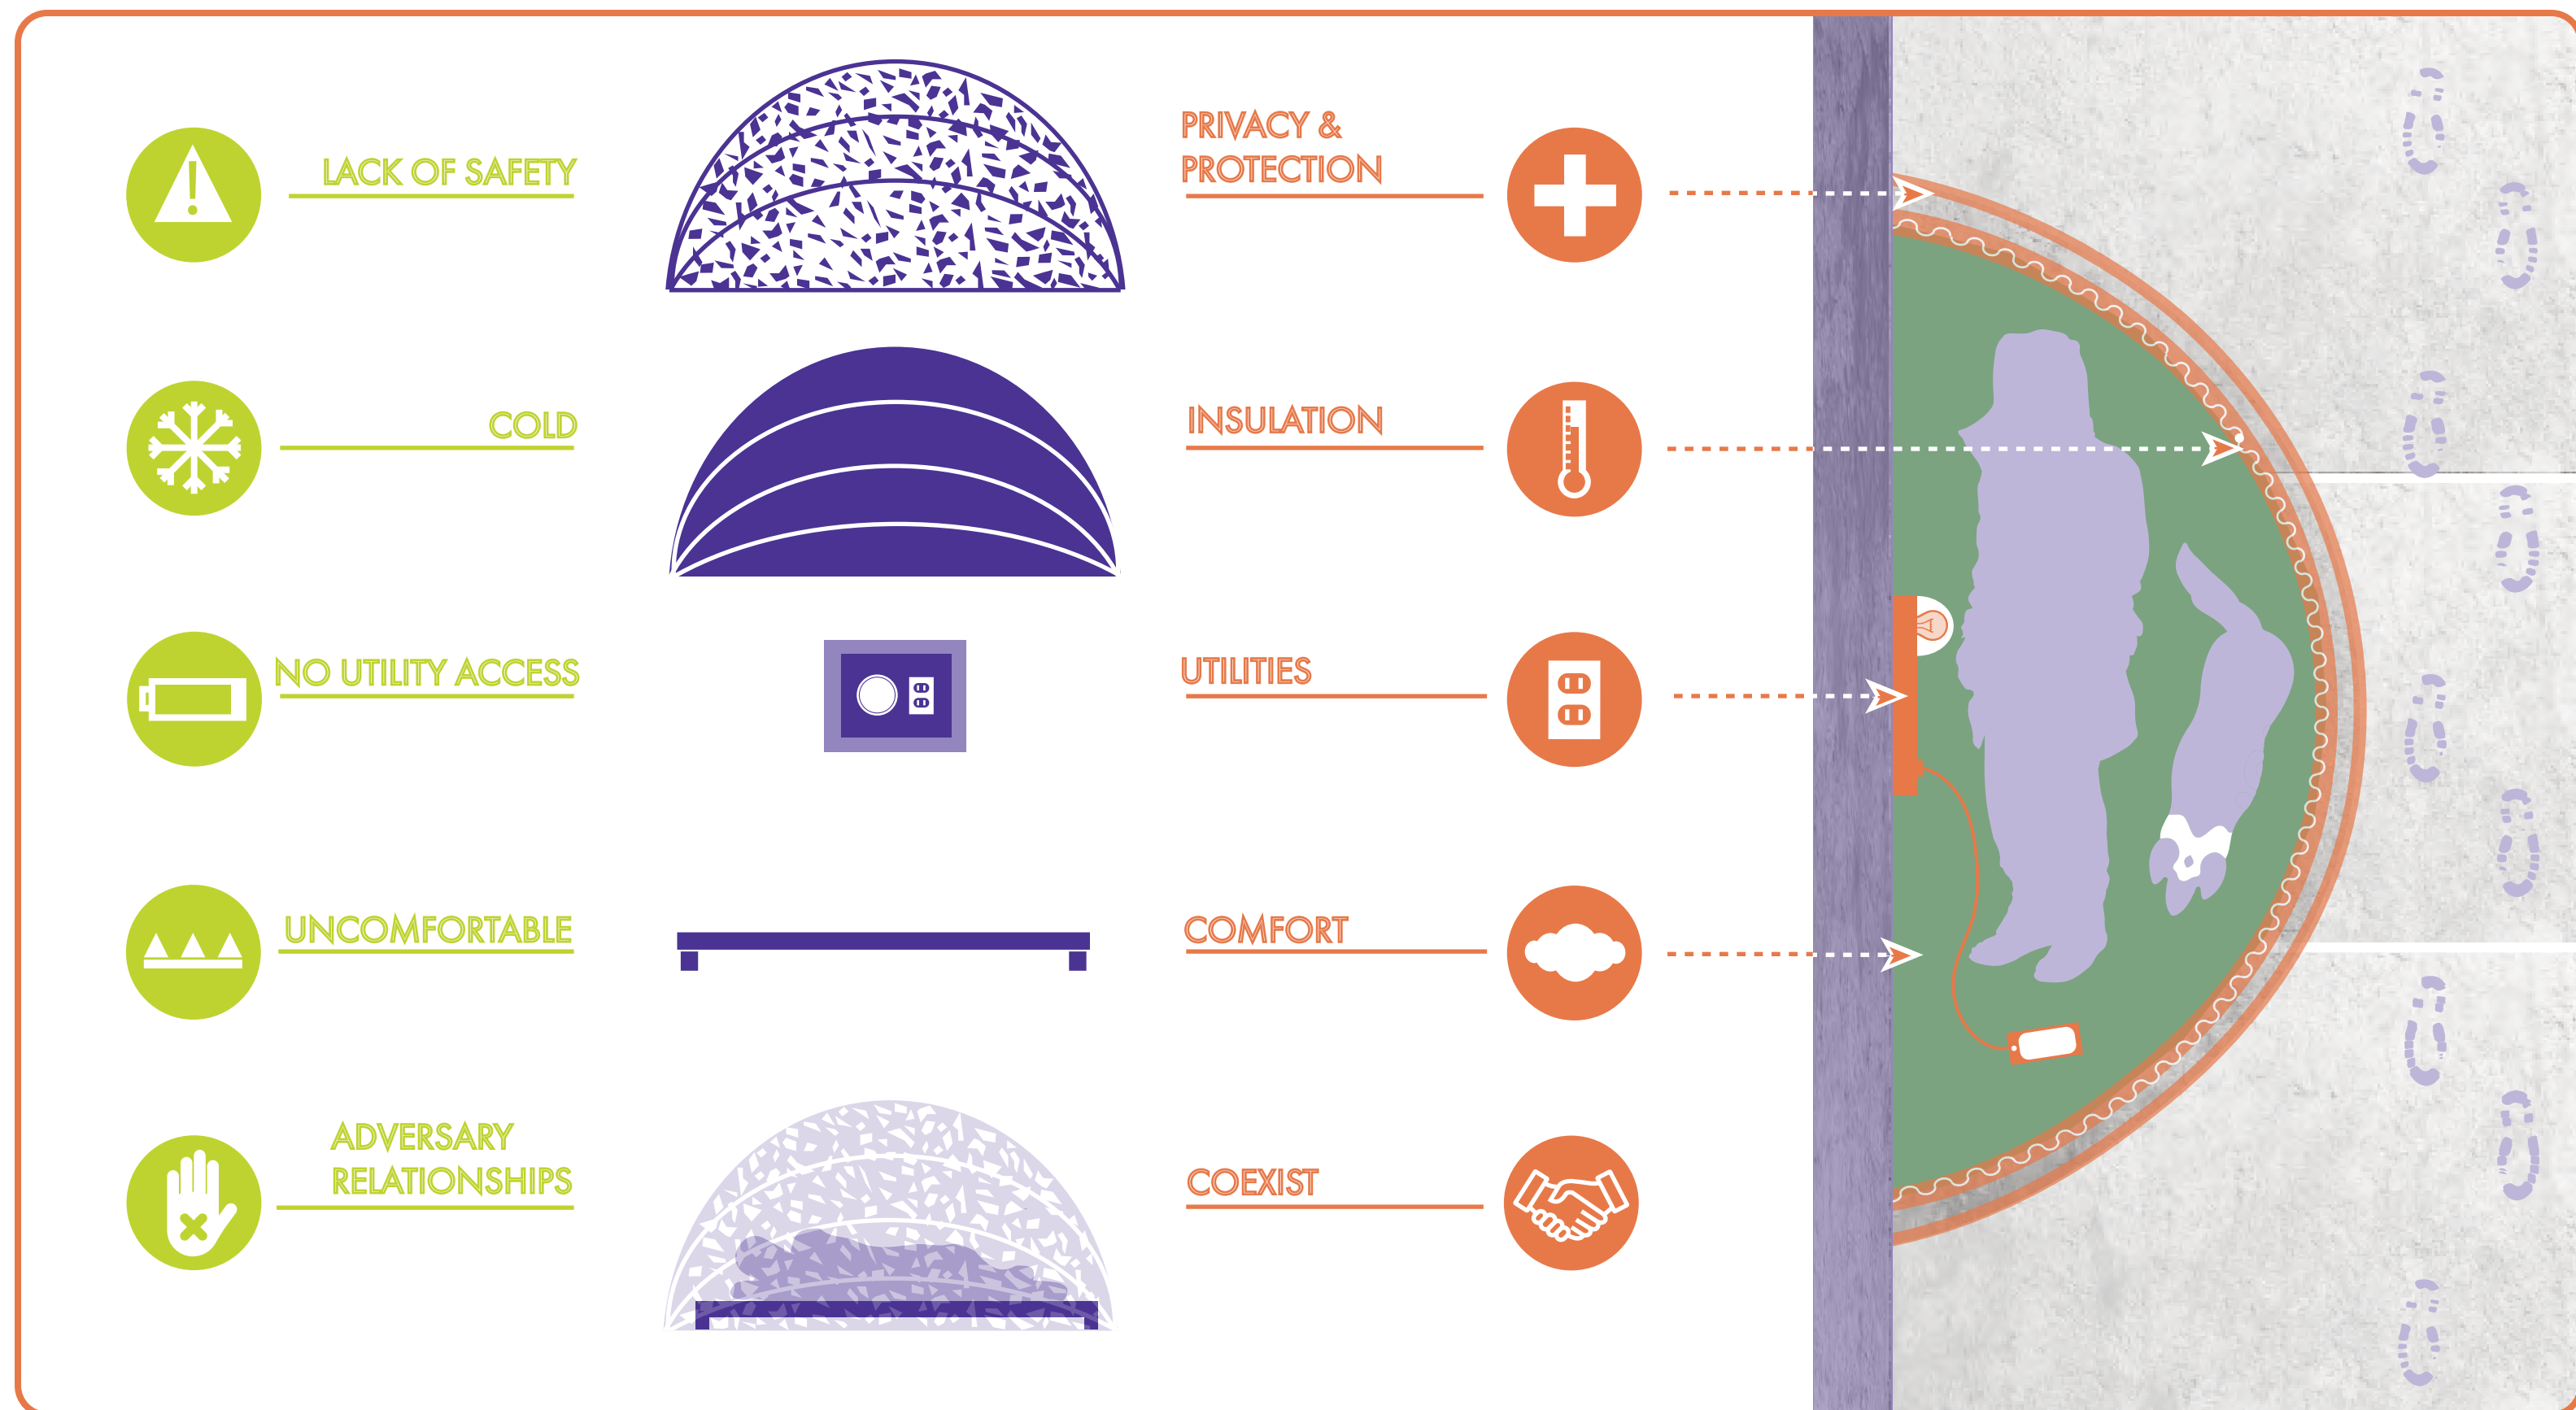 LACK OF SAFETY
PRIVACY &
PROTECTION
COLD
INSULATION
NO UTILITY ACCESS
UTILITIES
UNCOMFORTABLE
COMFORT
ADVERSARY
RELATIONSHIPS
COEXIST